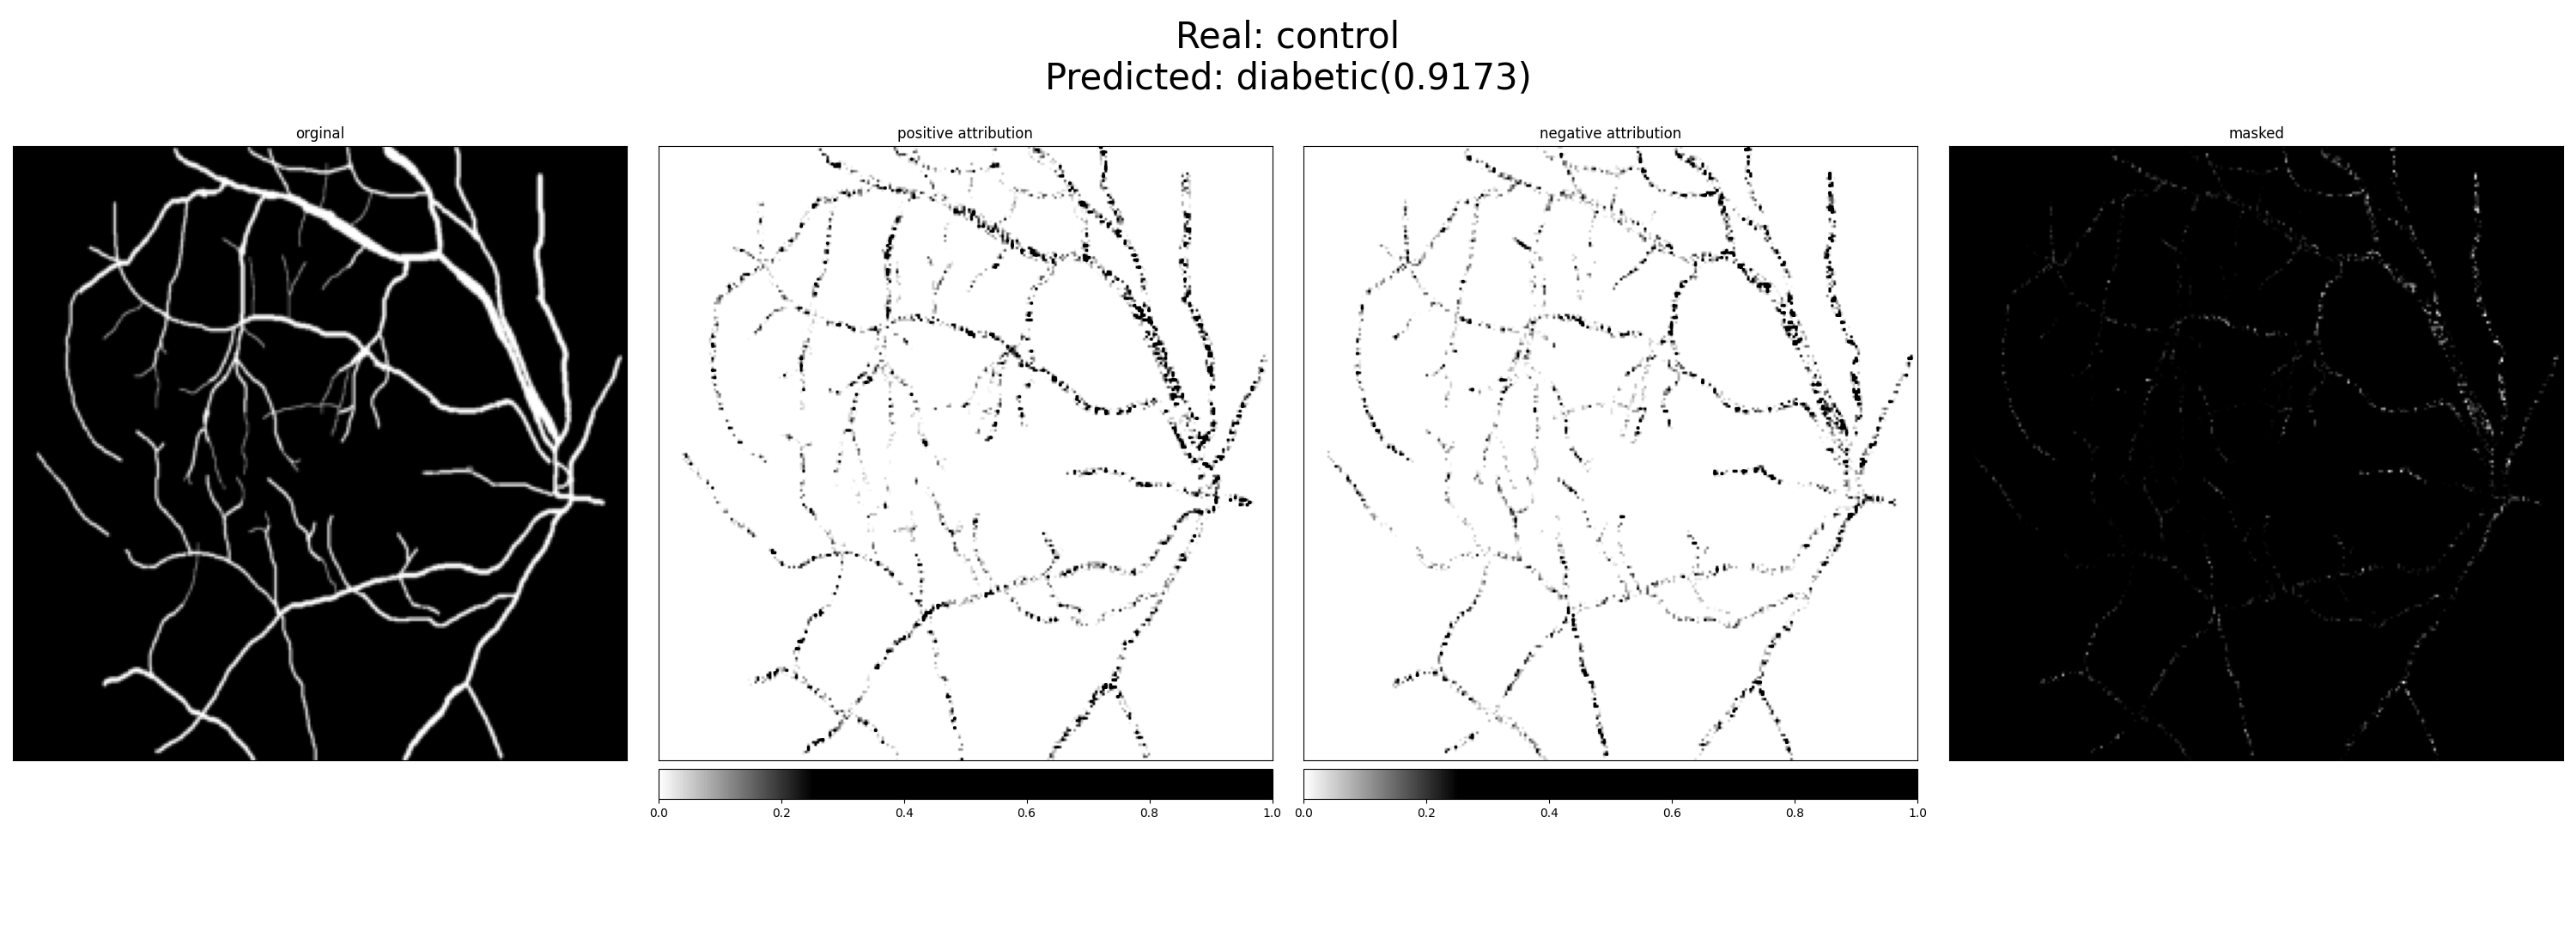 Real: control
Predicted: diabetic(0.9173)
orginal
positive attribution
negative attribution
masked
0.0 0.2 0.4 0.6 0.8 1.0
0.0 0.2 0.4 0.6 0.8 1.0